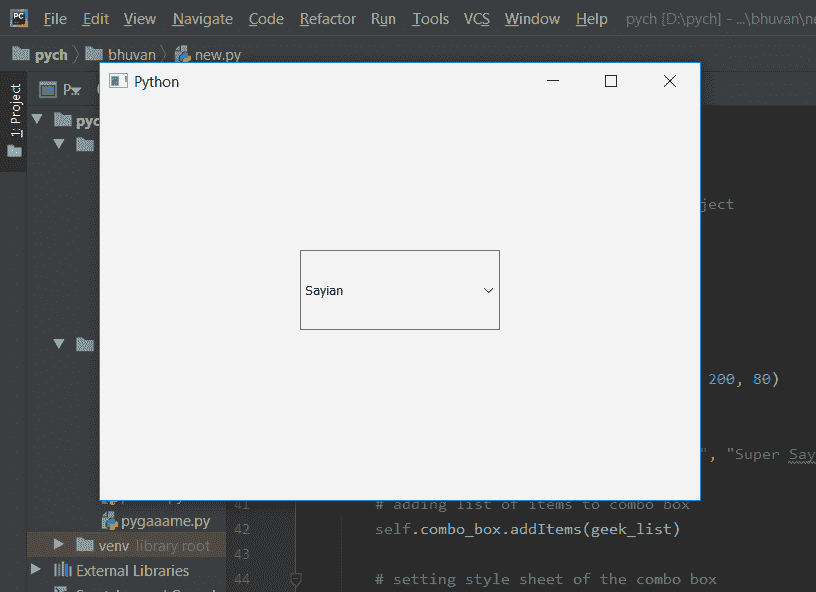 PC File Edit View Navigate Code Refactor Run Tools VCS Window Help pych [D:\pych] - ...\bhuvan\ne
pych bhuvan new.py
Python
1: Project
P
pyc
ject
Sayian
200, 80)
", "Super Say
41 # adding list of items to combo box
pygaaame.py
42 self.combo_box.addItems(geek_list)
venv library root
43
External Libraries
44 # setting style sheet of the combo box